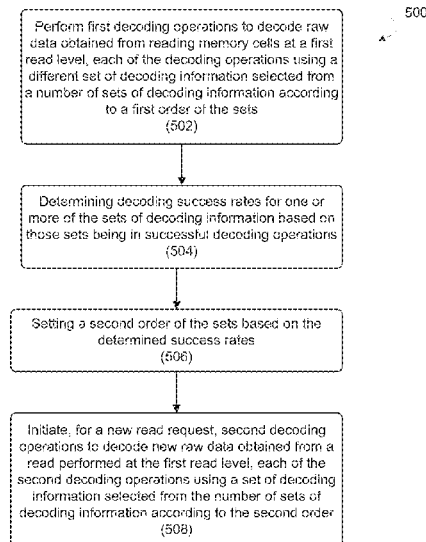 500
Perform first decoding operations to decode raw
data obtained from reading memory cells at a first
read level, each of the decoding operations using a
different set of decoding information selected from
a number of sets of decoding information according
to a first order of the sets
(502)
Determining decoding success rates for one or
more of the sets of decoding information based on
those sets being in successful decoding operations
(504)
Setting a second order of the sets based on the
determined success rates
(506)
Initiate, for a new read request, second decoding
operations to decode new raw data obtained from a
read performed at the first read level, each of the
second decoding operations using a set of decoding
information selected from the number of sets of
decoding information according to the second order
(508)